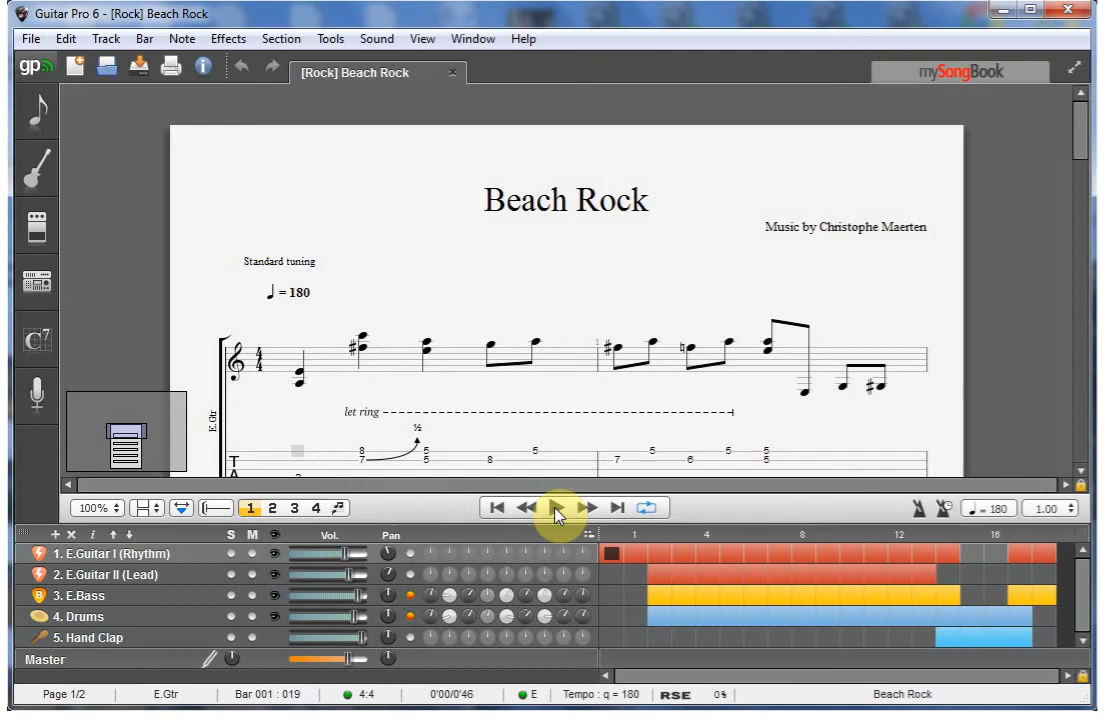 Guitar Pro 6 - [Rock] Beach Rock
File Edit Track Bar Note Effects Section Tools Sound View Window Help
gp [Rock] Beach Rock × mySongBook
Beach Rock
Music by Christophe Maerten
Standard tuning
= 180
4
4
let ring
½
E.Gtr
C7
8 5 5 5 5
7 5 8 7 6 5
T
A
100% 1 2 3 4 = 180 1.00
S M Vol. Pan 1 4 8 12 16
1. E.Guitar I (Rhythm)
2. E.Guitar II (Lead)
3. E.Bass
4. Drums
5. Hand Clap
Master
Page 1/2 E.Gtr Bar 001 : 019 4:4 0'00/0'46 E Tempo : q = 180 RSE 0% Beach Rock